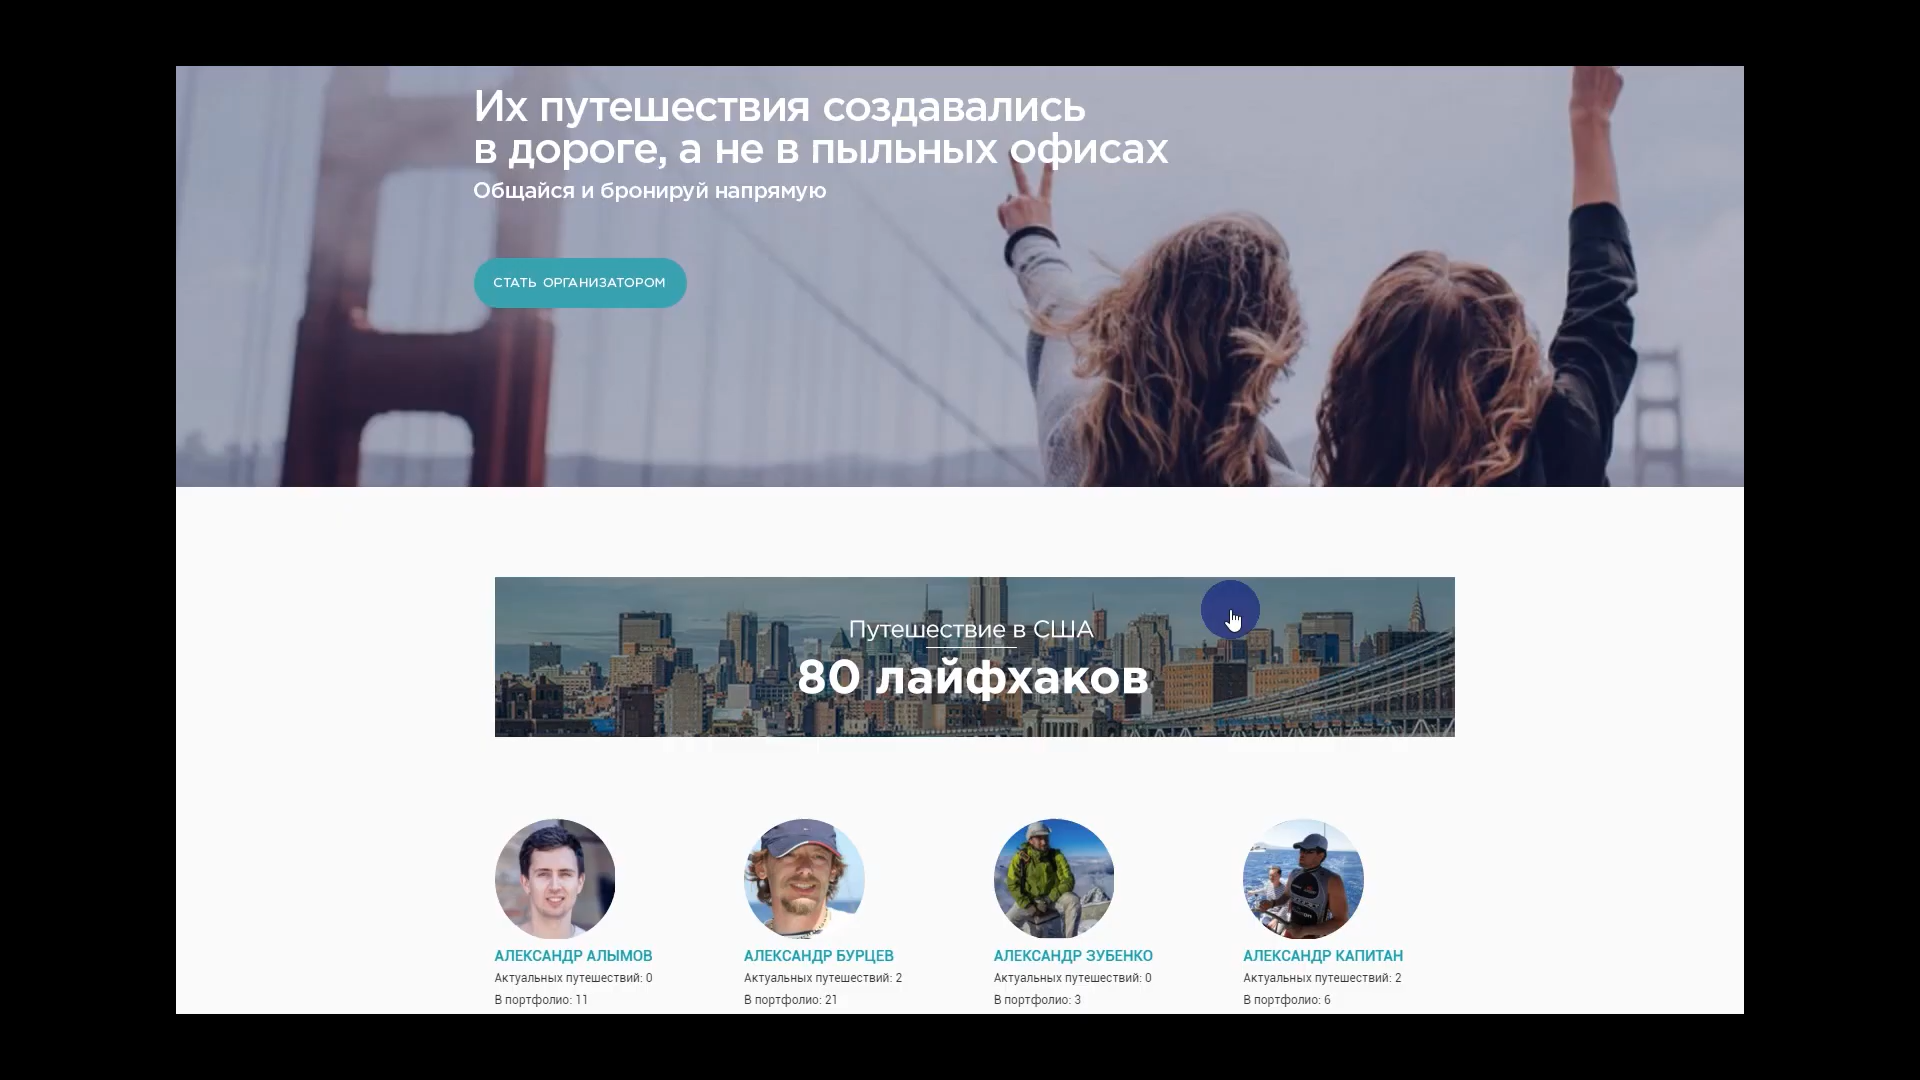 Их путешествия создавались
в дороге, а не в пыльных офисах
Общайся и бронируй напрямую
СТАТЬ ОРГАНИЗАТОРОМ
Путешествие в США
80 лайфхаков
АЛЕКСАНДР АЛЫМОВ
Актуальных путешествий: 0
В портфолио: 11
АЛЕКСАНДР БУРЦЕВ
Актуальных путешествий: 2
В портфолио: 21
АЛЕКСАНДР ЗУБЕНКО
Актуальных путешествий: 0
В портфолио: 3
АЛЕКСАНДР КАПИТАН
Актуальных путешествий: 2
В портфолио: 6